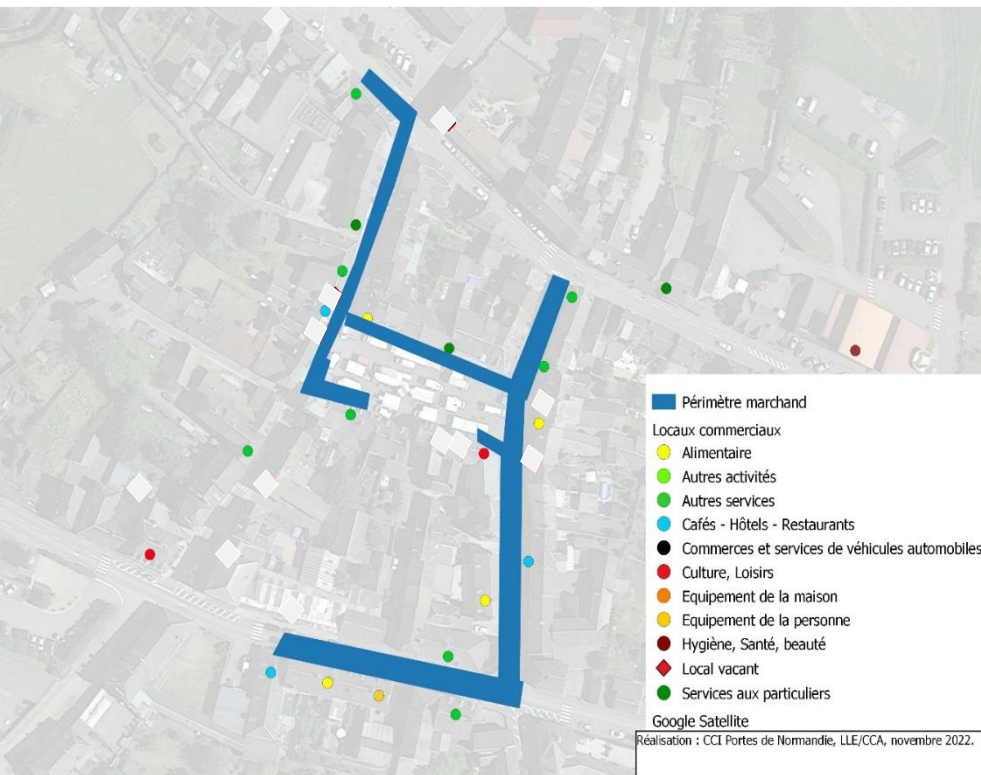 Périmètre marchand
Locaux commerciaux
Alimentaire
Autres activités
Autres services
Cafés - Hôtels - Restaurants
Commerces et services de véhicules automobiles
Culture, Loisirs
Equipement de la maison
Equipement de la personne
Hygiène, Santé, beauté
Local vacant
Services aux particuliers
Google Satellite
Réalisation : CCI Portes de Normandie, LLE/CCA, novembre 2022.